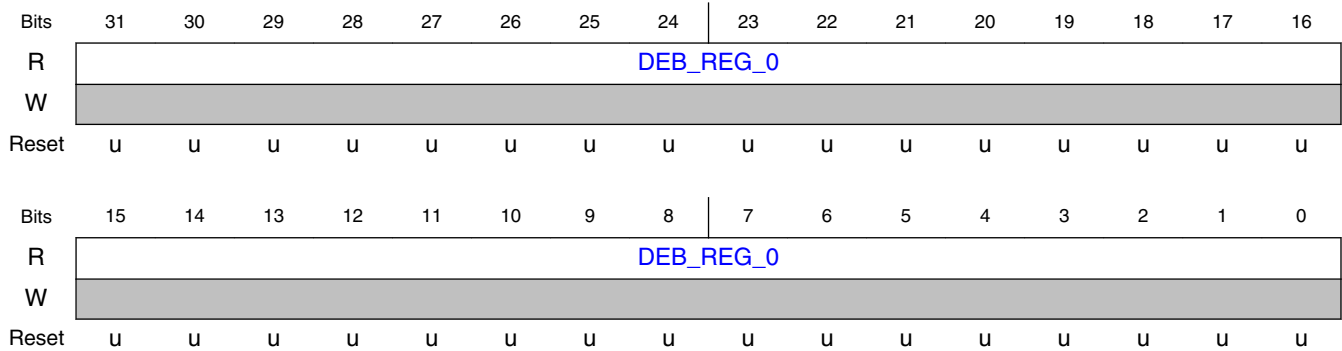 Bits 31 30 29 28 27 26 25 24 23 22 21 20 19 18 17 16
R DEB_REG_0
W
Reset u u u u u u u u u u u u u u u u
Bits 15 14 13 12 11 10 9 8 7 6 5 4 3 2 1 0
R DEB_REG_0
W
Reset u u u u u u u u u u u u u u u u